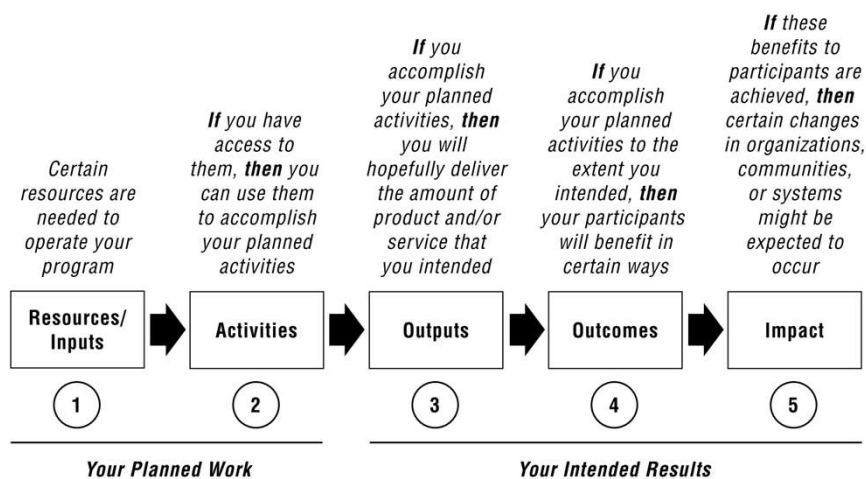 Certain
resources are
needed to
operate your
program
If you have
access to
them, then you
can use them
to accomplish
your planned
activities
If you
accomplish
your planned
activities, then
you will
hopefully deliver
the amount of
product and/or
service that
you intended
If you
accomplish
your planned
activities to the
extent you
intended, then
your participants
will benefit in
certain ways
If these
benefits to
participants are
achieved, then
certain changes
in organizations,
communities,
or systems
might be
expected to
occur
Resources/
Inputs
Activities
Outputs
Outcomes
Impact
1
2
3
4
5
Your Planned Work
Your Intended Results